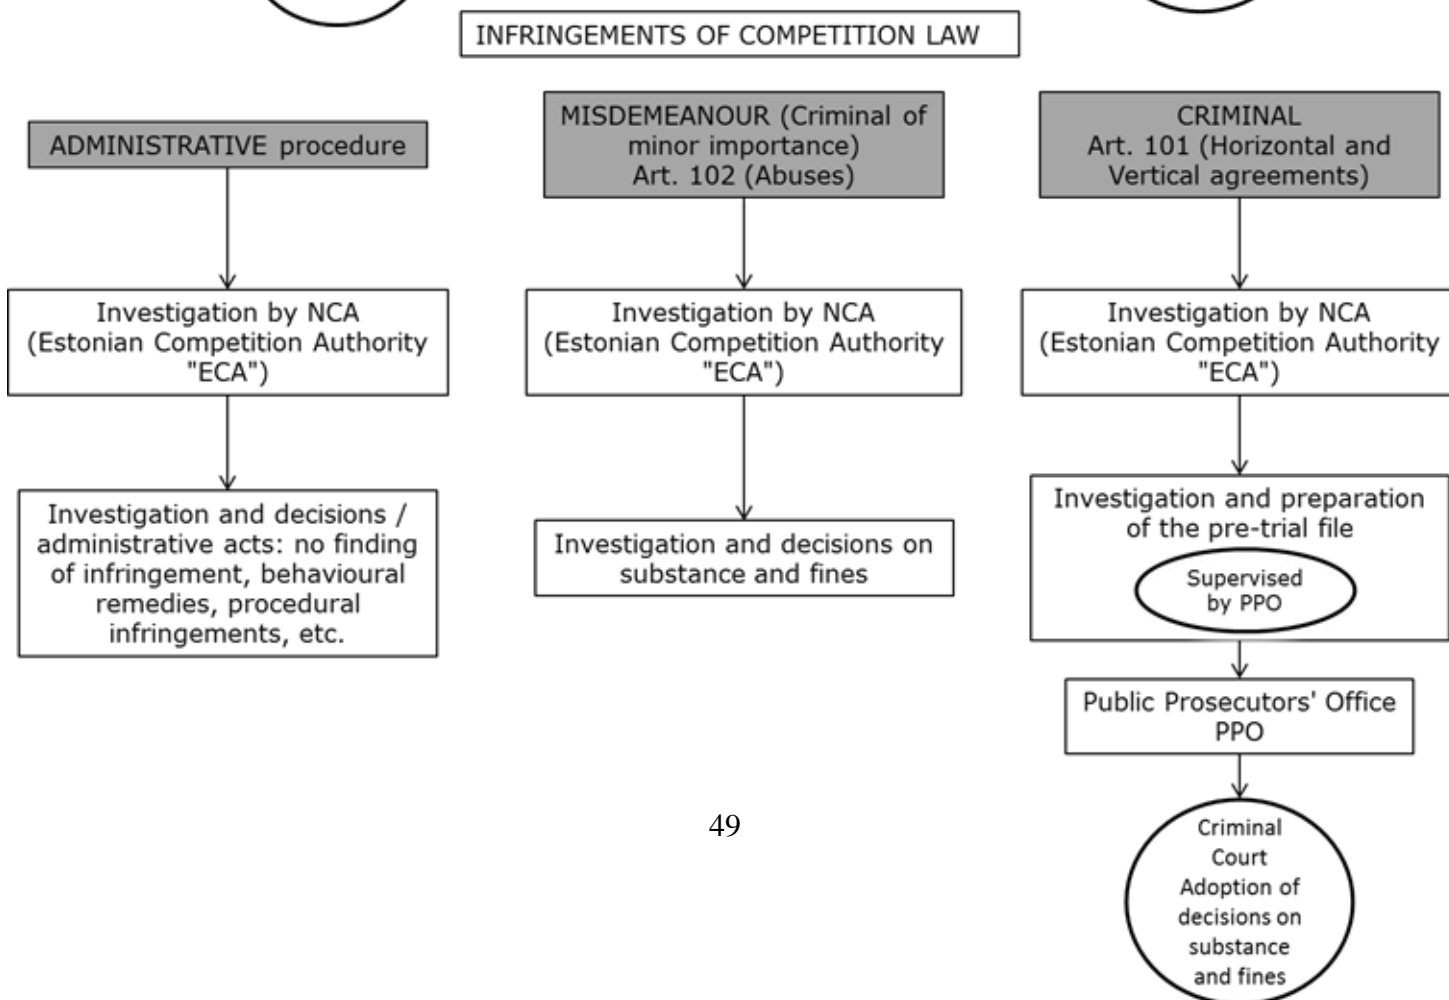 INFRINGEMENTS OF COMPETITION LAW
ADMINISTRATIVE procedure
Investigation by NCA
(Estonian Competition Authority
"ECA")
Investigation and decisions /
administrative acts: no finding
of infringement, behavioural
remedies, procedural
infringements, etc.
MISDEMEANOUR (Criminal of
minor importance)
Art. 102 (Abuses)
Investigation by NCA
(Estonian Competition Authority
"ECA")
Investigation and decisions on
substance and fines
CRIMINAL
Art. 101 (Horizontal and
Vertical agreements)
Investigation by NCA
(Estonian Competition Authority
"ECA")
Investigation and preparation
of the pre-trial file
Supervised
by PPO
Public Prosecutors' Office
PPO
Criminal
Court
Adoption of
decisions on
substance
and fines
49